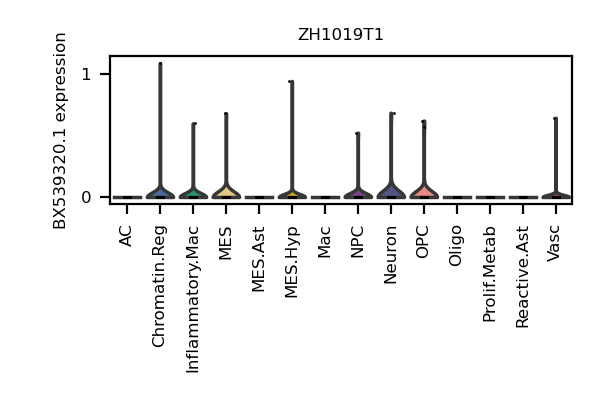 ZH1019T1
BX539320.1 expression
1
0
AC
Chromatin.Reg
Inflammatory.Mac
MES
MES.Ast
MES.Hyp
Mac
NPC
Neuron
OPC
Oligo
Prolif.Metab
Reactive.Ast
Vasc